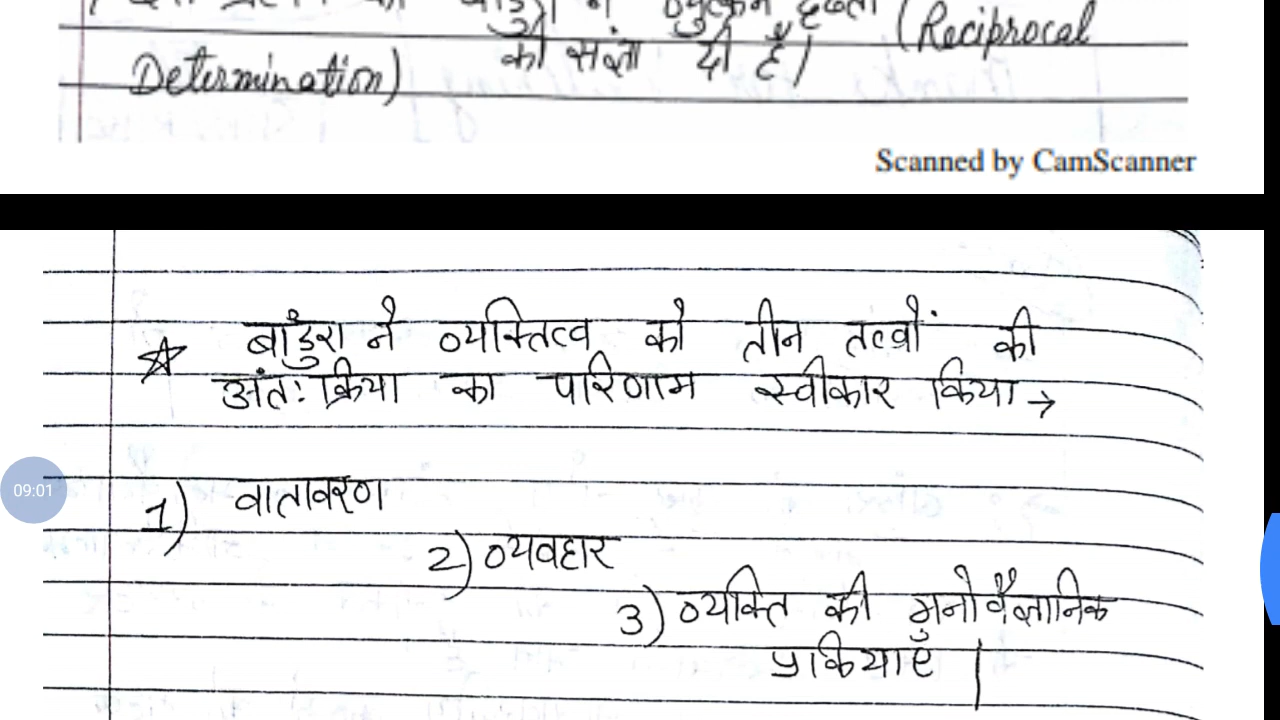 बांडुरा ने
(Reciprocal
Determination) की संज्ञा दी है।
Scanned by CamScanner
☆ बांडुरा ने व्यक्तित्व को तीन तत्वों की
अंतः क्रिया का परिणाम स्वीकार किया →
09:01
1) वातावरण
2) व्यवहार
3) व्यक्ति की मनोवैज्ञानिक
प्रक्रियाएँ |